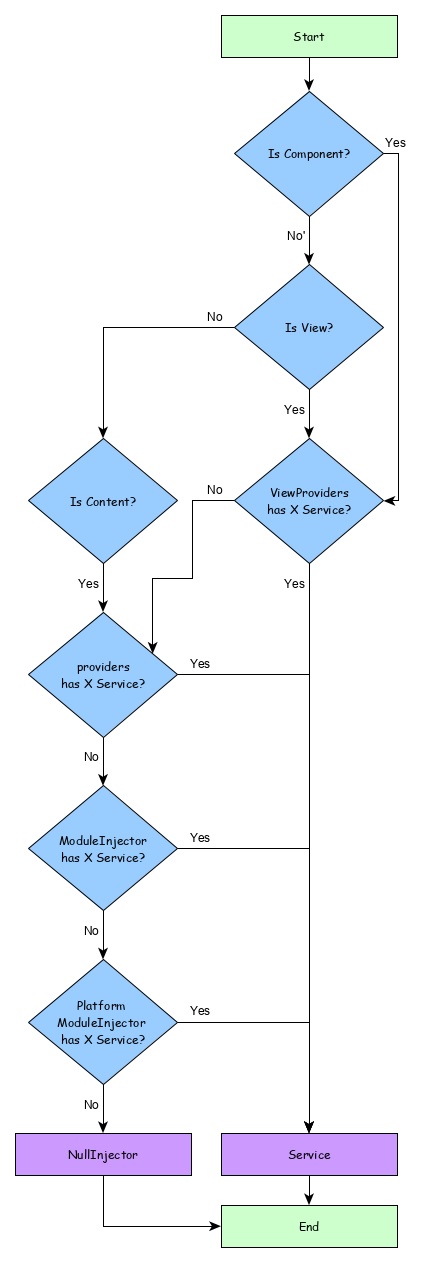 Start
Is Component?
Yes
No'
Is View?
No
Yes
Is Content?
ViewProviders
has X Service?
No
Yes
Yes
providers
has X Service?
Yes
No
ModuleInjector
has X Service?
Yes
No
Platform
ModuleInjector
has X Service?
Yes
No
NullInjector
Service
End